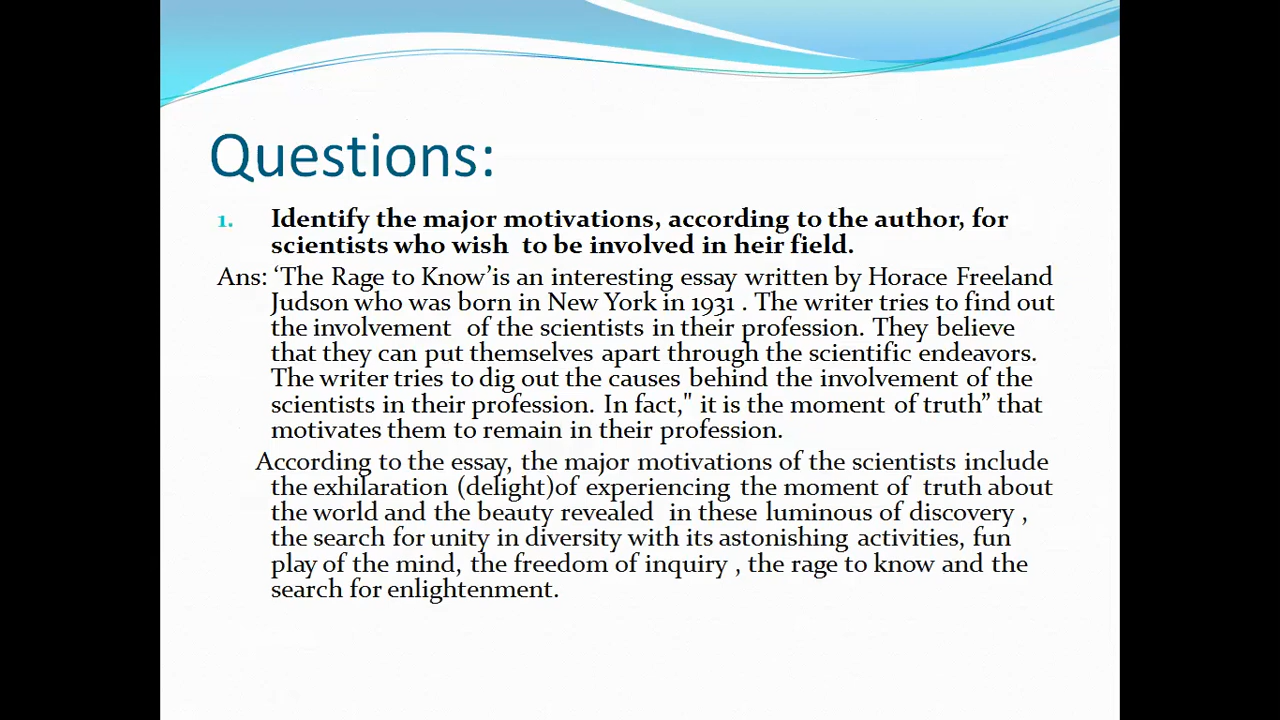 Questions:
1. Identify the major motivations, according to the author, for
scientists who wish to be involved in heir field.
Ans: ‘The Rage to Know’is an interesting essay written by Horace Freeland
Judson who was born in New York in 1931 . The writer tries to find out
the involvement of the scientists in their profession. They believe
that they can put themselves apart through the scientific endeavors.
The writer tries to dig out the causes behind the involvement of the
scientists in their profession. In fact," it is the moment of truth” that
motivates them to remain in their profession.
According to the essay, the major motivations of the scientists include
the exhilaration (delight)of experiencing the moment of truth about
the world and the beauty revealed in these luminous of discovery ,
the search for unity in diversity with its astonishing activities, fun
play of the mind, the freedom of inquiry , the rage to know and the
search for enlightenment.